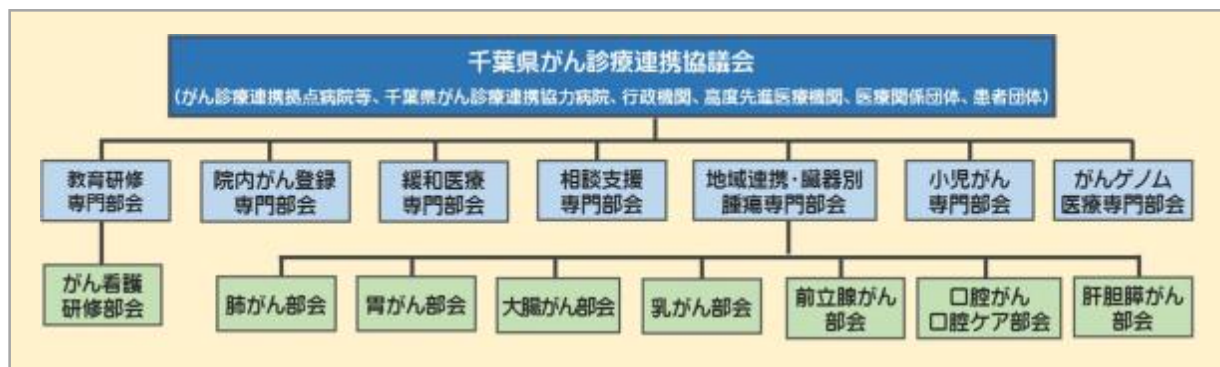 千葉県がん診療連携協議会
(がん診療連携拠点病院等、千葉県がん診療連携協力病院、行政機関、高度先進医療機関、医療関係団体、患者団体)
教育研修
専門部会
院内がん登録
専門部会
緩和医療
専門部会
相談支援
専門部会
地域連携・臓器別
腫瘍専門部会
小児がん
専門部会
がんゲノム
医療専門部会
がん看護
研修部会
肺がん部会
胃がん部会
大腸がん部会
乳がん部会
前立腺がん
部会
口腔がん
口腔ケア部会
肝胆膵がん
部会